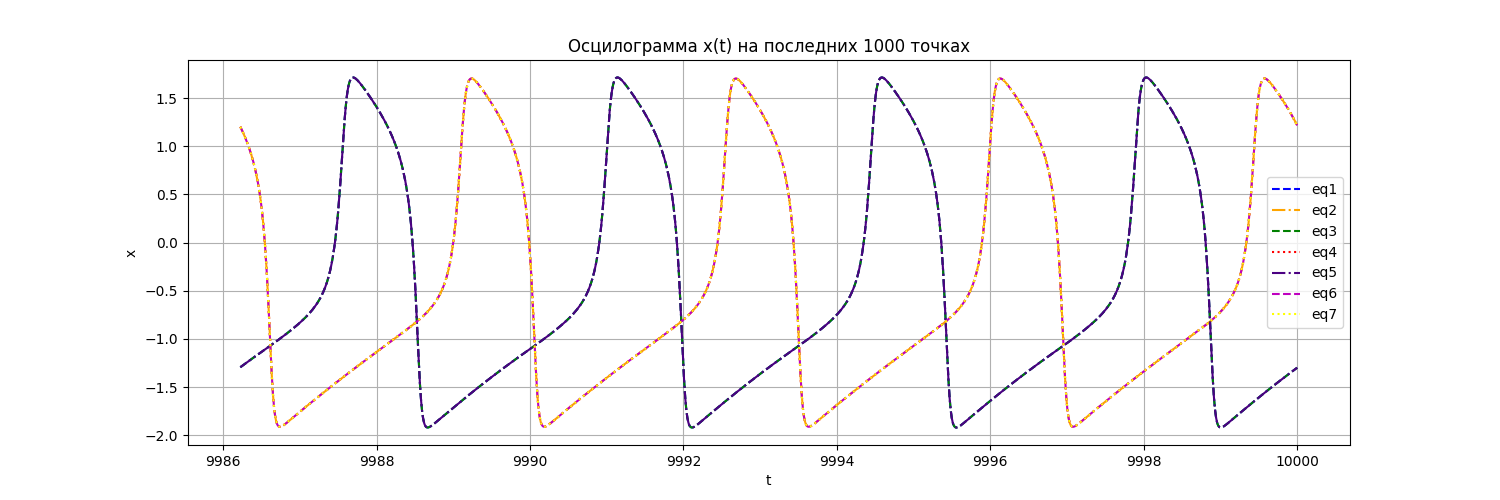 Осцилограмма x(t) на последних 1000 точках
1.5
1.0
0.5
0.0
−0.5
−1.0
−1.5
−2.0
x
9986
9988
9990
9992
9994
9996
9998
10000
t
eq1
eq2
eq3
eq4
eq5
eq6
eq7